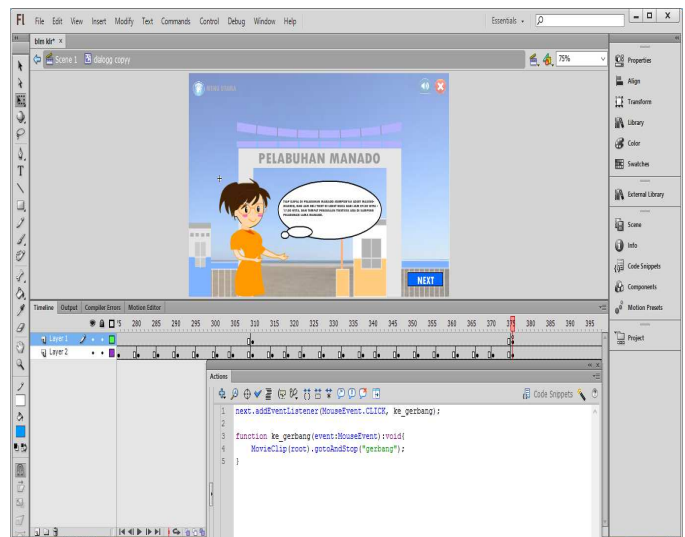 Fl File Edit View Insert Modify Text Commands Control Debug Window Help Essentials
blm klr* ×
Scene 1 dialogg copyy 75%
PELABUHAN MANADO
NEXT
Properties
Align
Transform
Library
Color
Swatches
External Library
Scene
Info
Code Snippets
Components
Motion Presets
Project
Timeline Output Compiler Errors Motion Editor
280 285 290 295 300 305 310 315 320 325 330 335 340 345 350 355 360 365 370 375 380 385 390 395
Layer 1
Layer 2
Actions
Code Snippets
1 next.addEventListener(MouseEvent.CLICK, ke_gerbang);
2
3 function ke_gerbang(event:MouseEvent):void{
4 MovieClip(root).gotoAndStop("gerbang");
5 }